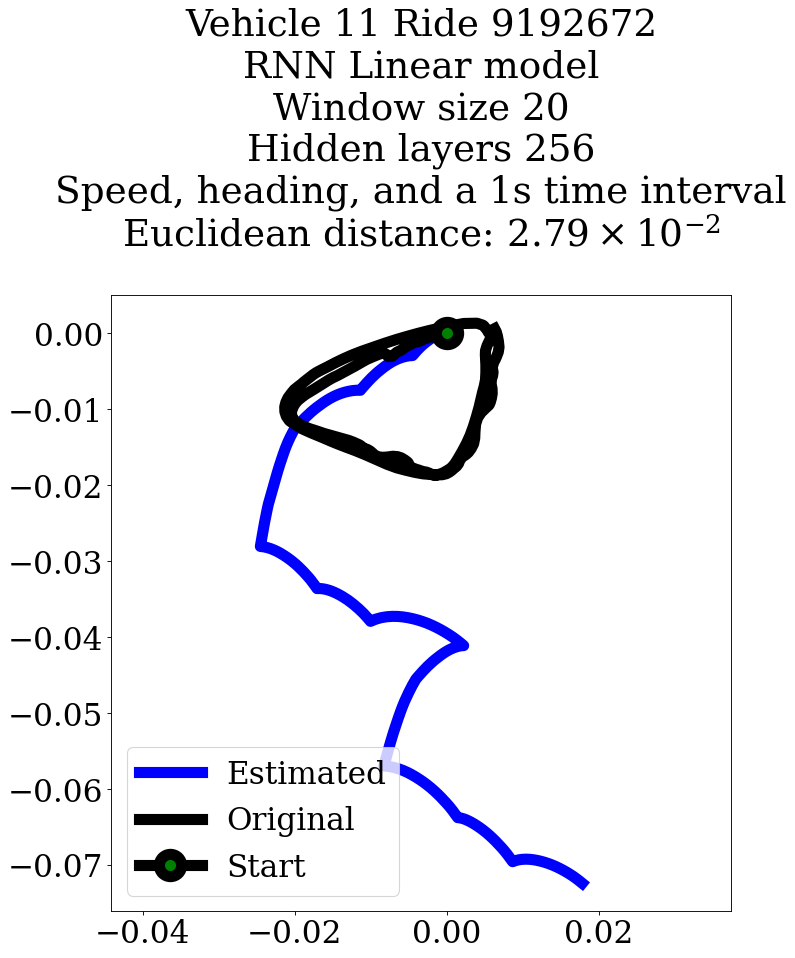 Vehicle 11 Ride 9192672
RNN Linear model
Window size 20
Hidden layers 256
Speed, heading, and a 1s time interval
Euclidean distance: 2.79 × 10⁻²
0.00
−0.01
−0.02
−0.03
−0.04
−0.05
−0.06
−0.07
Estimated
Original
Start
−0.04 −0.02 0.00 0.02